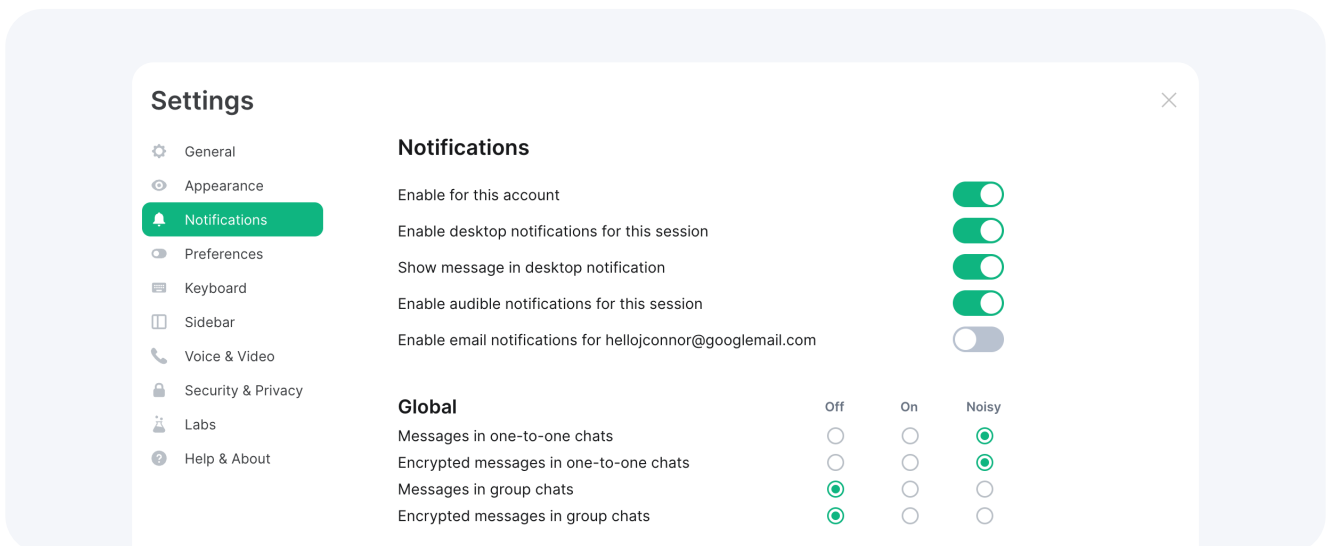 Settings
General
Appearance
Notifications
Preferences
Keyboard
Sidebar
Voice & Video
Security & Privacy
Labs
Help & About
Notifications
Enable for this account
Enable desktop notifications for this session
Show message in desktop notification
Enable audible notifications for this session
Enable email notifications for hellojconnor@googlemail.com
Global Off On Noisy
Messages in one-to-one chats
Encrypted messages in one-to-one chats
Messages in group chats
Encrypted messages in group chats